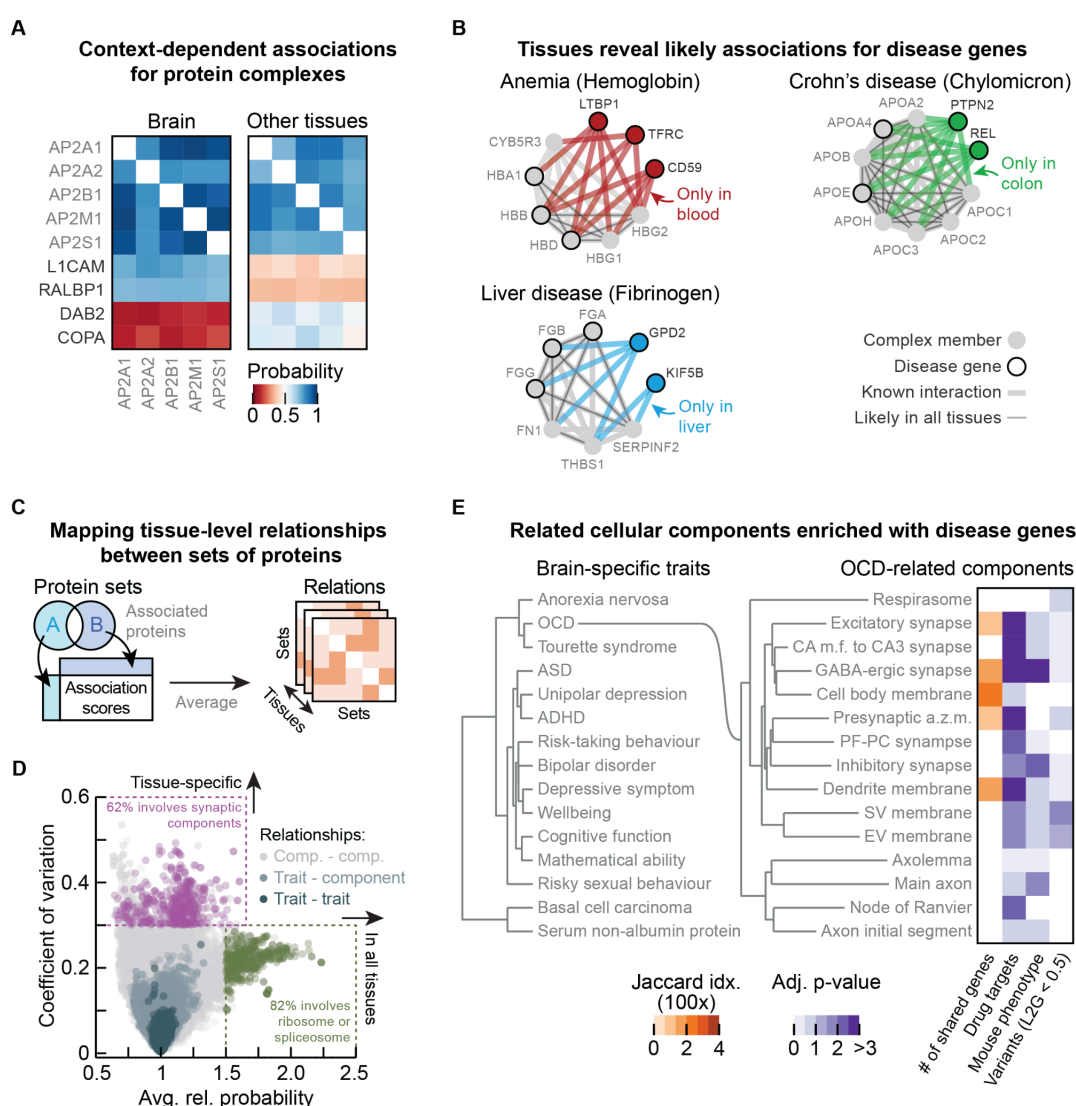 A
Context-dependent associations
for protein complexes
Brain
Other tissues
AP2A1
AP2A2
AP2B1
AP2M1
AP2S1
L1CAM
RALBP1
DAB2
COPA
AP2A1
AP2A2
AP2B1
AP2M1
AP2S1
Probability
0 0.5 1
B
Tissues reveal likely associations for disease genes
Anemia (Hemoglobin)
LTBP1
TFRC
CYB5R3
CD59
HBA1
Only in
blood
HBB
HBG2
HBD
HBG1
Crohn's disease (Chylomicron)
APOA2
PTPN2
APOA4
REL
APOB
Only in
colon
APOE
APOC1
APOH
APOC2
APOC3
Liver disease (Fibrinogen)
FGA
FGB
GPD2
FGG
KIF5B
Only in
liver
FN1
SERPINF2
THBS1
Complex member
Disease gene
Known interaction
Likely in all tissues
C
Mapping tissue-level relationships
between sets of proteins
Protein sets
A B
Associated
proteins
Association
scores
Average
Relations
Sets
Tissues
Sets
D
Tissue-specific
62% involves synaptic
components
Relationships:
Comp. - comp.
Trait - component
Trait - trait
In all tissues
82% involves
ribosome or
spliceosome
Coefficient of variation
0.6
0.4
0.2
0
0.5 1 1.5 2.0 2.5
Avg. rel. probability
E
Related cellular components enriched with disease genes
Brain-specific traits
Anorexia nervosa
OCD
Tourette syndrome
ASD
Unipolar depression
ADHD
Risk-taking behaviour
Bipolar disorder
Depressive symptom
Wellbeing
Cognitive function
Mathematical ability
Risky sexual behaviour
Basal cell carcinoma
Serum non-albumin protein
OCD-related components
Respirasome
Excitatory synapse
CA m.f. to CA3 synapse
GABA-ergic synapse
Cell body membrane
Presynaptic a.z.m.
PF-PC synampse
Inhibitory synapse
Dendrite membrane
SV membrane
EV membrane
Axolemma
Main axon
Node of Ranvier
Axon initial segment
# of shared genes
Drug targets
Mouse phenotype
Variants (L2G < 0.5)
Jaccard idx.
(100x)
0 2 4
Adj. p-value
0 1 2 >3